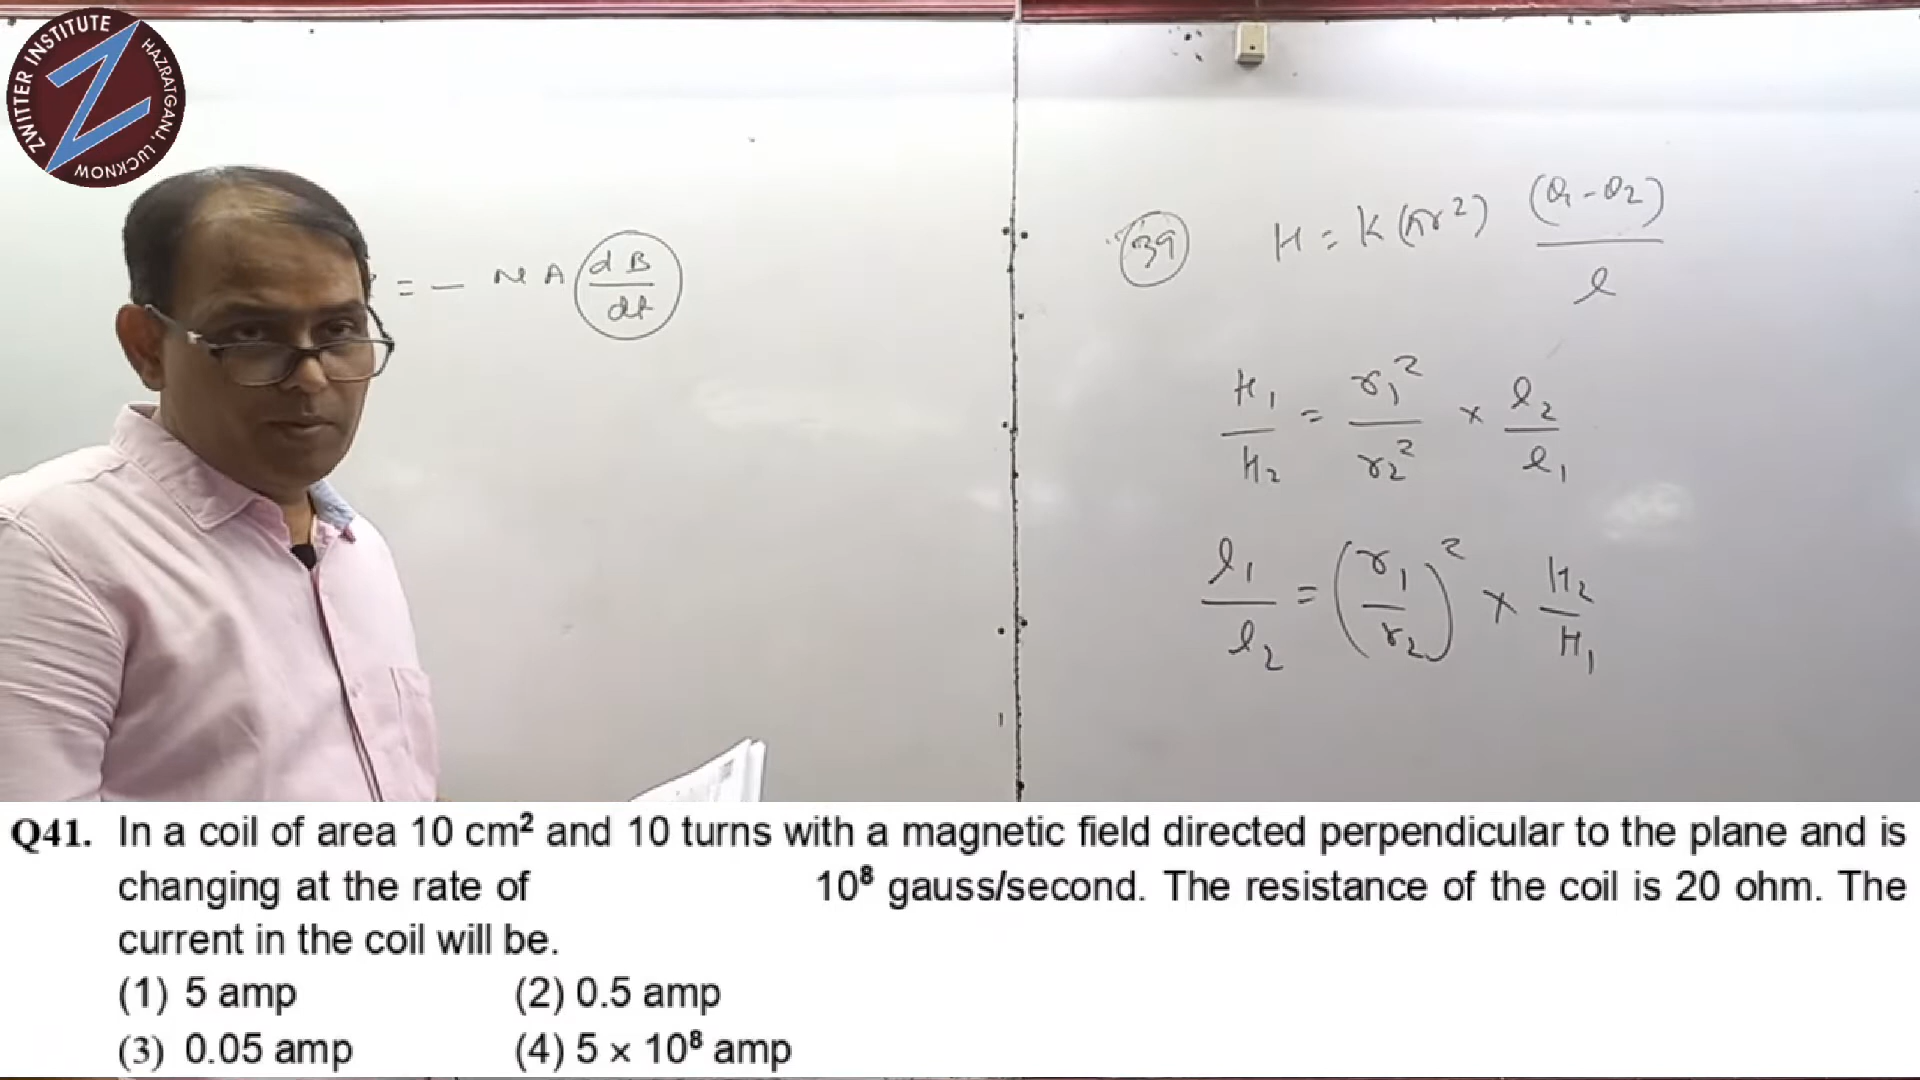 ZWITTER INSTITUTE
HAZRATGANJ, LUCKNOW
Z
= - N A dB/dt
39 H = K(πr²) (θ₁-θ₂)/l
H₁/H₂ = r₁²/r₂² × l₂/l₁
l₁/l₂ = (r₁/r₂)² × H₂/H₁
Q41. In a coil of area 10 cm² and 10 turns with a magnetic field directed perpendicular to the plane and is
changing at the rate of 10⁸ gauss/second. The resistance of the coil is 20 ohm. The
current in the coil will be.
(1) 5 amp (2) 0.5 amp
(3) 0.05 amp (4) 5 × 10⁸ amp